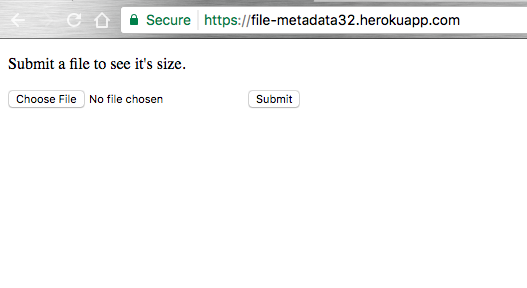 Secure https://file-metadata32.herokuapp.com
Submit a file to see it's size.
Choose File No file chosen Submit